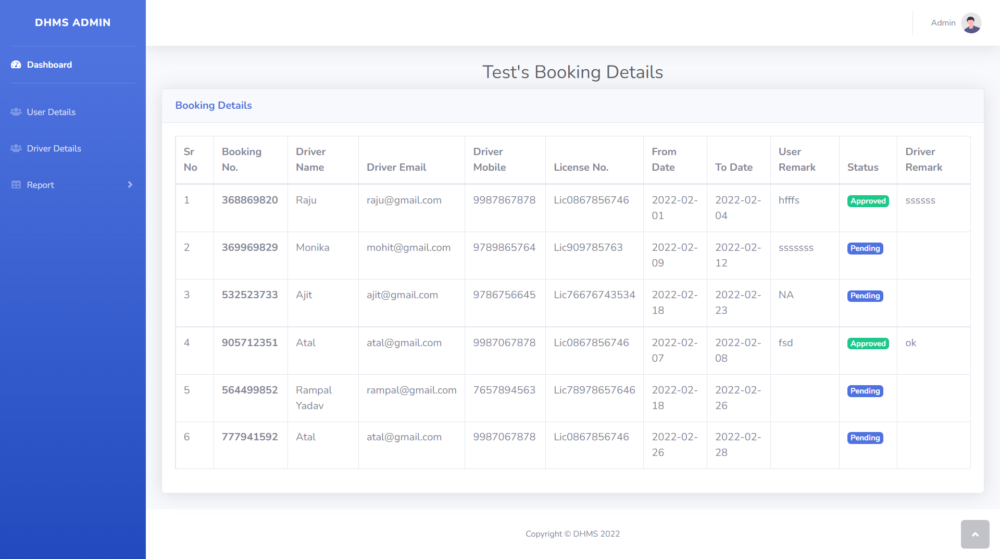 DHMS ADMIN
Admin
Dashboard
User Details
Driver Details
Report
Test's Booking Details
Booking Details
Sr No Booking No. Driver Name Driver Email Driver Mobile License No. From Date To Date User Remark Status Driver Remark
1 368869820 Raju raju@gmail.com 9987867878 Lic0867856746 2022-02-01 2022-02-04 hfffs Approved ssssss
2 369969829 Monika mohit@gmail.com 9789865764 Lic909785763 2022-02-09 2022-02-12 sssssss Pending
3 532523733 Ajit ajit@gmail.com 9786756645 Lic76676743534 2022-02-18 2022-02-23 NA Pending
4 905712351 Atal atal@gmail.com 9987067878 Lic0867856746 2022-02-07 2022-02-08 fsd Approved ok
5 564499852 Rampal Yadav rampal@gmail.com 7657894563 Lic78978657646 2022-02-18 2022-02-26 Pending
6 777941592 Atal atal@gmail.com 9987067878 Lic0867856746 2022-02-26 2022-02-28 Pending
Copyright © DHMS 2022